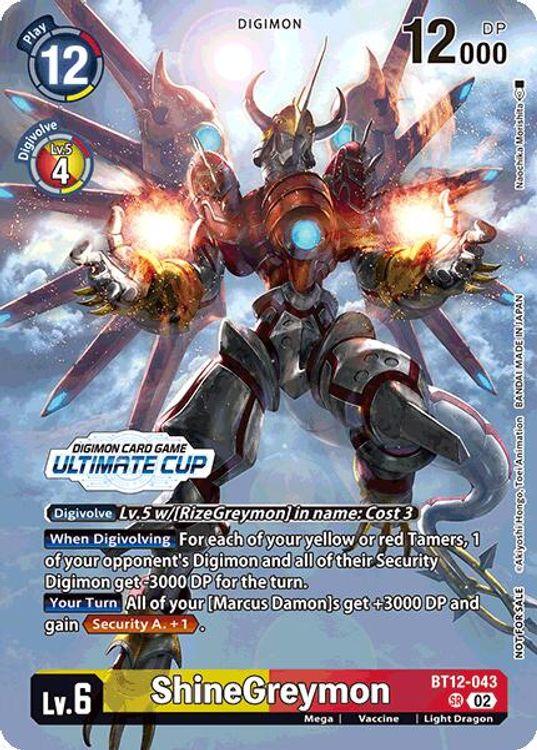 DIGIMON
Play
12
12000
DP
Digivolve
Lv.5
4
Naochika Morishita
©Akiyoshi Hongo, Toei Animation BANDAI MADE IN JAPAN
NOT FOR SALE
DIGIMON CARD GAME
ULTIMATE CUP
Digivolve Lv.5 w/[RizeGreymon] in name: Cost 3
When Digivolving For each of your yellow or red Tamers, 1
of your opponent's Digimon and all of their Security
Digimon get -3000 DP for the turn.
Your Turn All of your [Marcus Damon]s get +3000 DP and
gain Security A. +1 .
Lv.6
ShineGreymon
BT12-043
SR 02
Mega | Vaccine | Light Dragon